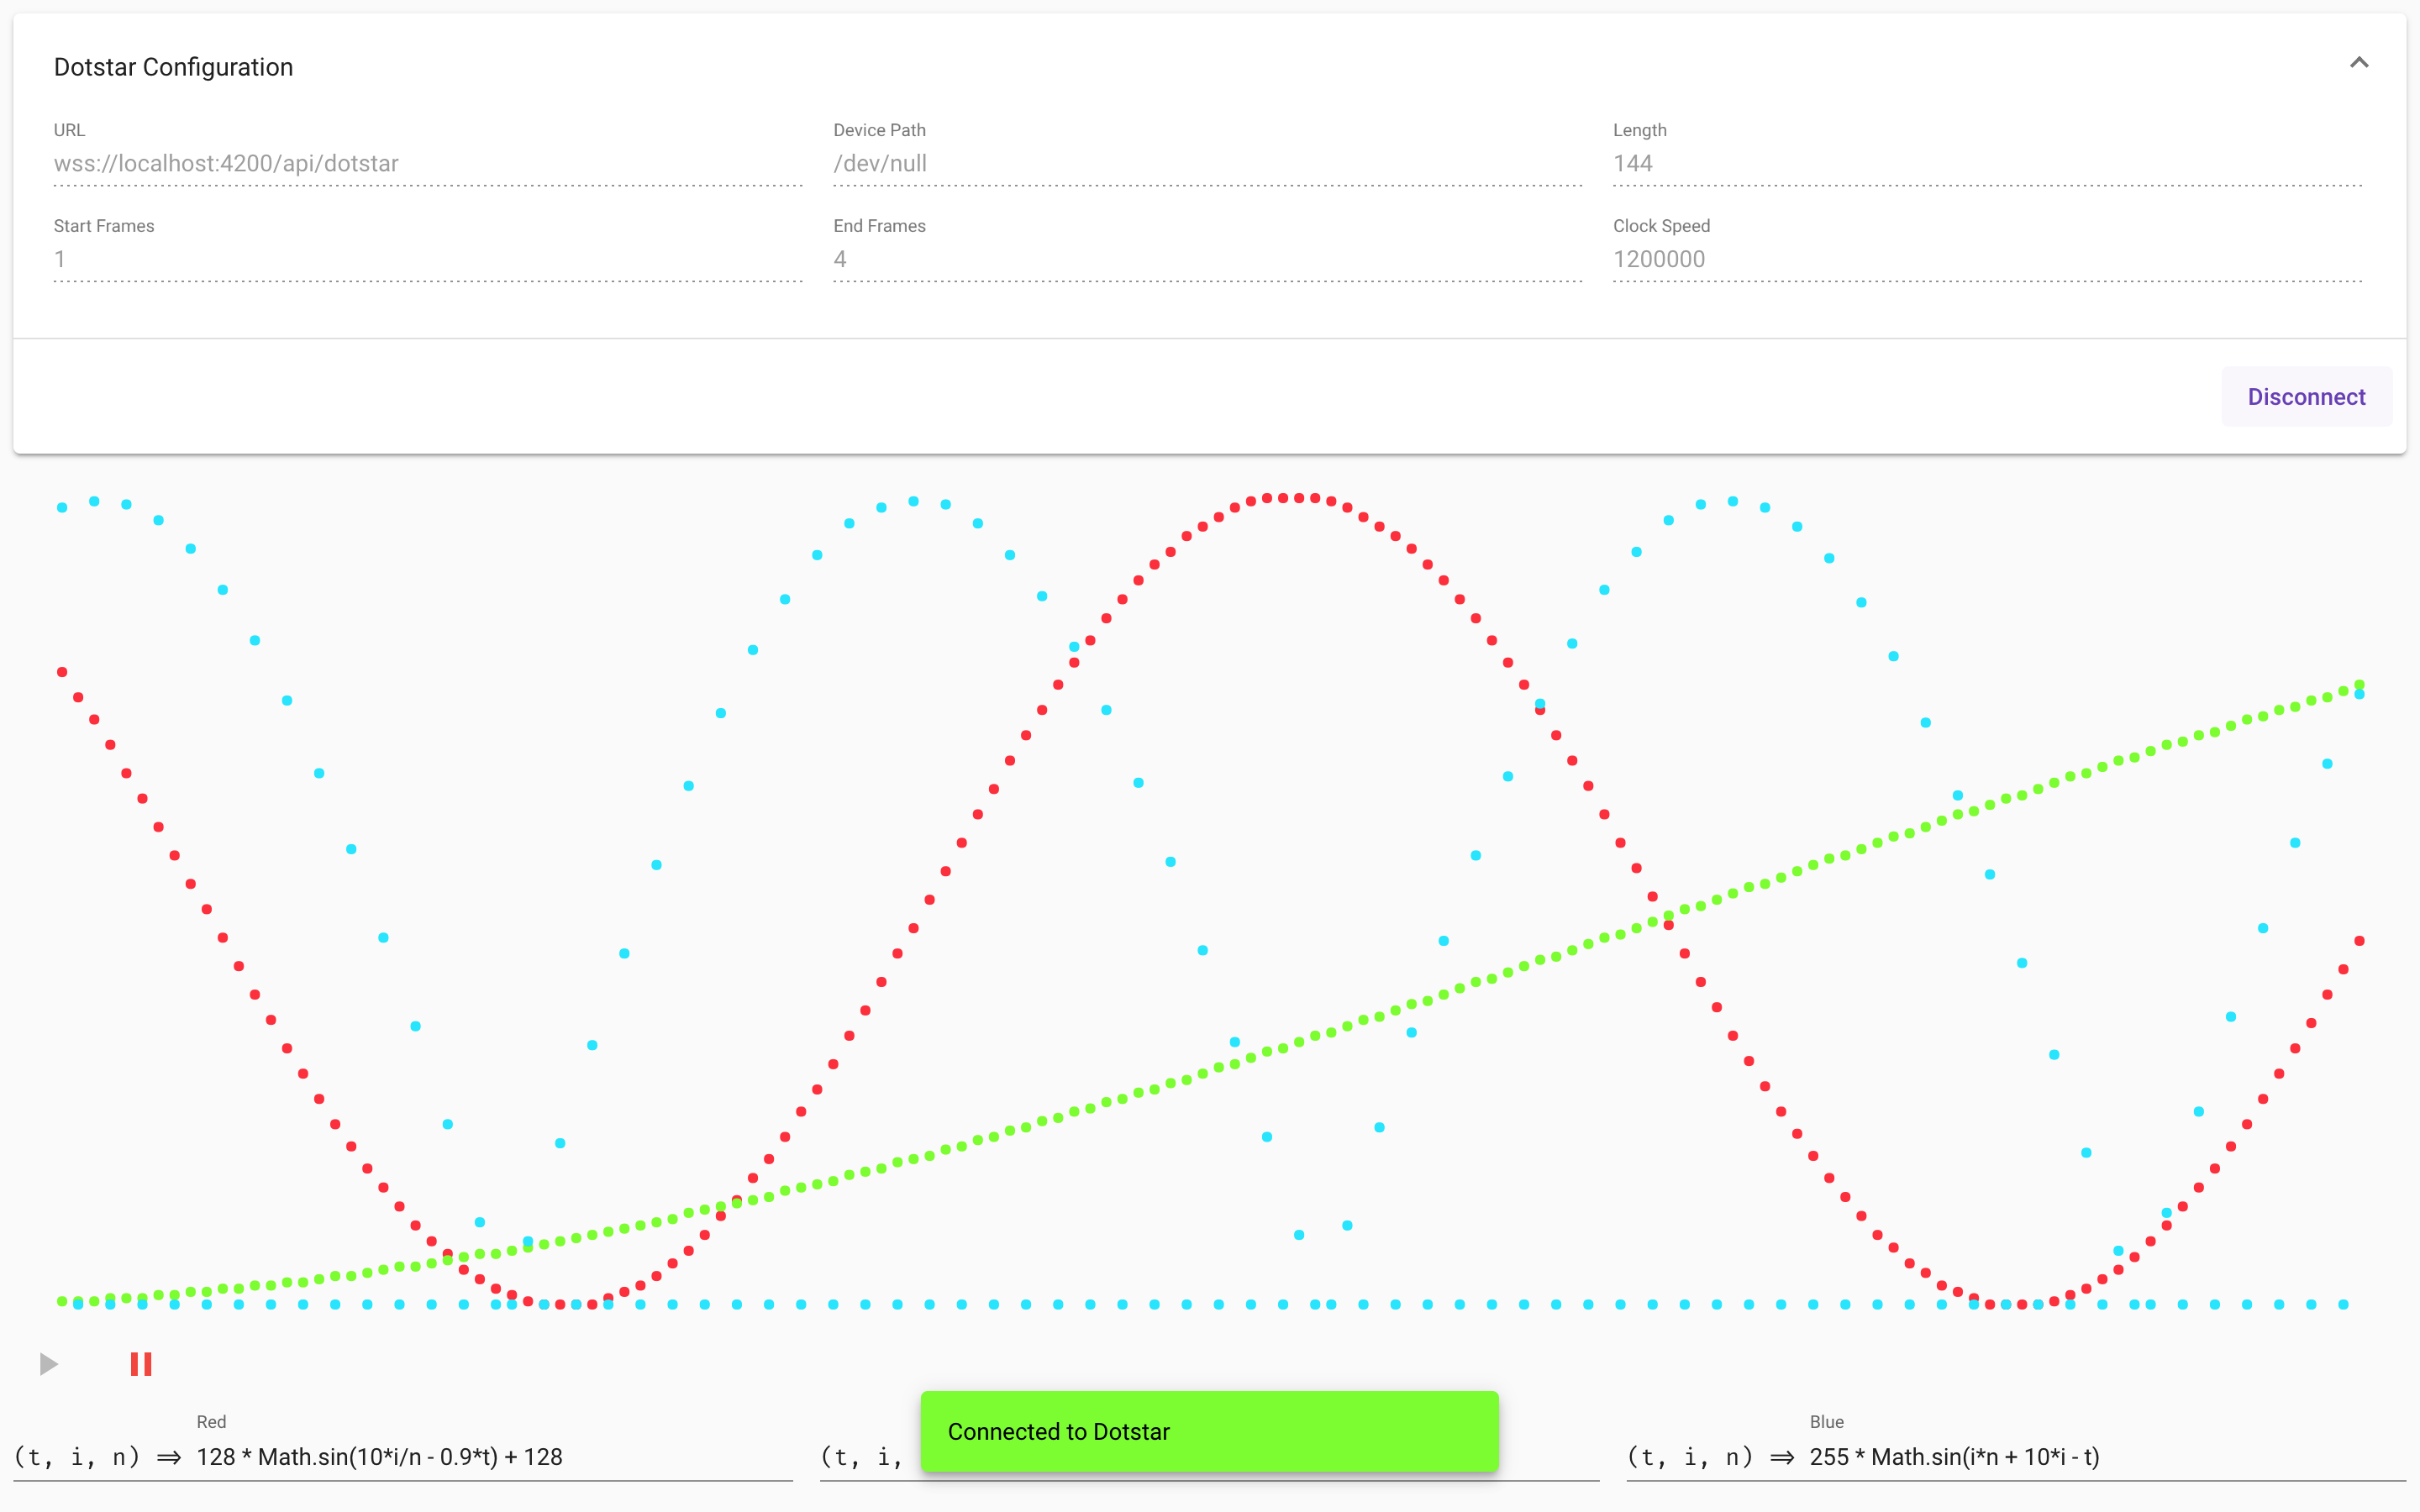 Dotstar Configuration
URL
Device Path
Length
wss://localhost:4200/api/dotstar
/dev/null
144
Start Frames
End Frames
Clock Speed
1
4
1200000
Disconnect
Red
Blue
(t, i, n) ⇒ 128 * Math.sin(10*i/n - 0.9*t) + 128
(t, i,
Connected to Dotstar
(t, i, n) ⇒ 255 * Math.sin(i*n + 10*i - t)